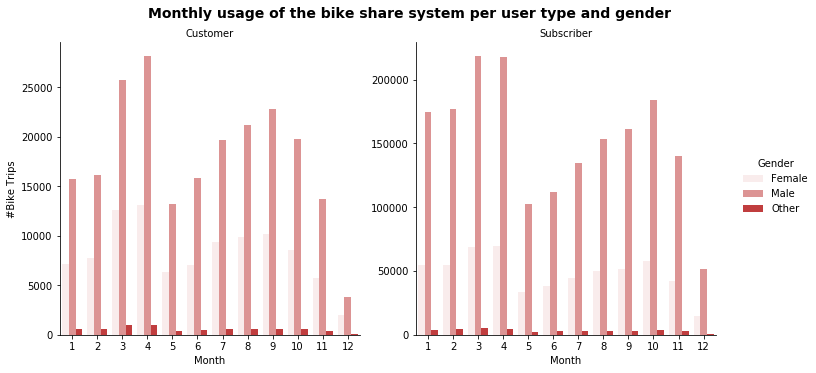 Monthly usage of the bike share system per user type and gender
Customer
#Bike Trips
25000
20000
15000
10000
5000
0
1 2 3 4 5 6 7 8 9 10 11 12
Month
Subscriber
200000
150000
100000
50000
0
1 2 3 4 5 6 7 8 9 10 11 12
Month
Gender
Female
Male
Other